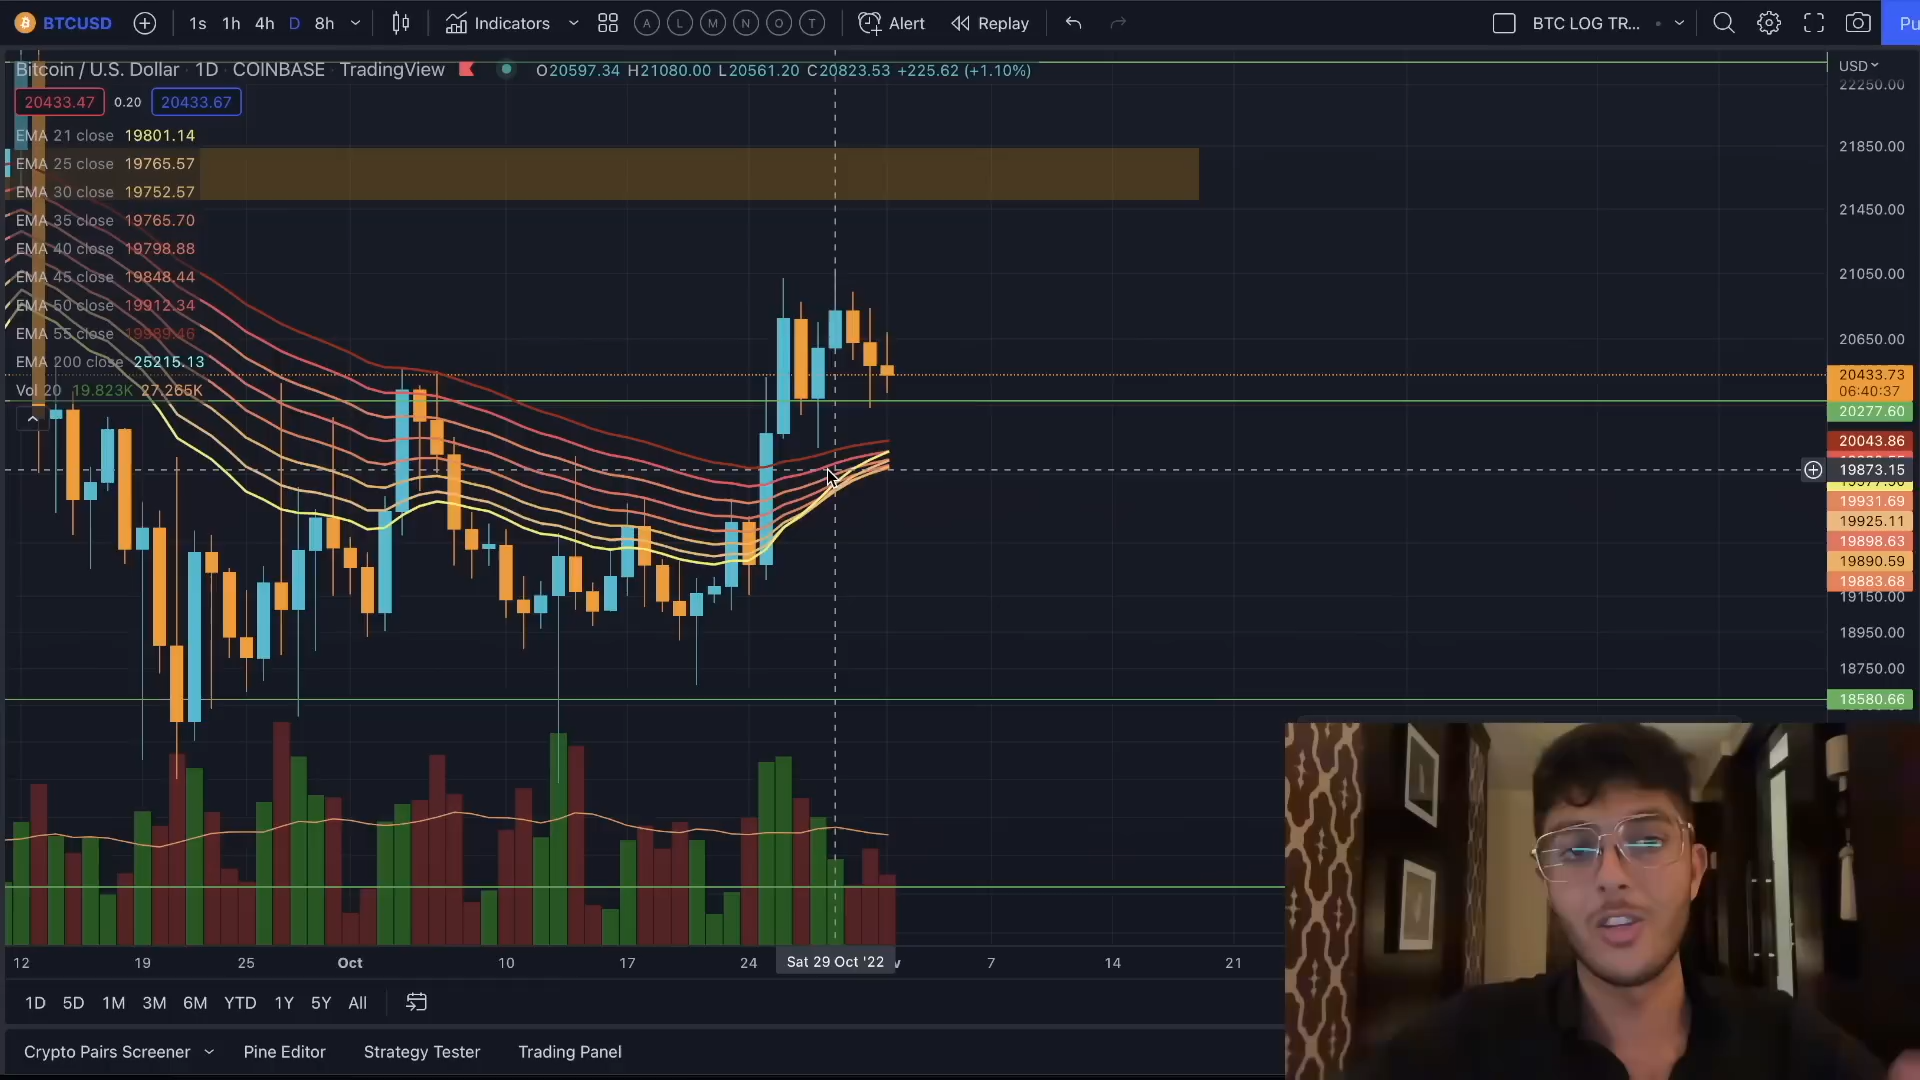 BTCUSD 1s 1h 4h D 8h Indicators A L M N O T Alert Replay BTC LOG TR... Pu
Bitcoin / U.S. Dollar · 1D · COINBASE · TradingView O20597.34 H21080.00 L20561.20 C20823.53 +225.62 (+1.10%) USD
22250.00
20433.47 0.20 20433.67
EMA 21 close 19801.14
21850.00
EMA 25 close 19765.57
EMA 30 close 19752.57
21450.00
EMA 35 close 19765.70
EMA 40 close 19798.88
21050.00
EMA 45 close 19848.44
EMA 50 close 19912.34
EMA 55 close 19989.46
20650.00
EMA 200 close 25215.13
20433.73
Vol 20 19.823K 27.265K
06:40:37
20277.60
20043.86
19873.15
19931.69
19925.11
19898.63
19890.59
19883.68
19150.00
18950.00
18750.00
18580.66
12 19 25 Oct 10 17 24 Sat 29 Oct '22 7 14 21
1D 5D 1M 3M 6M YTD 1Y 5Y All
Crypto Pairs Screener Pine Editor Strategy Tester Trading Panel